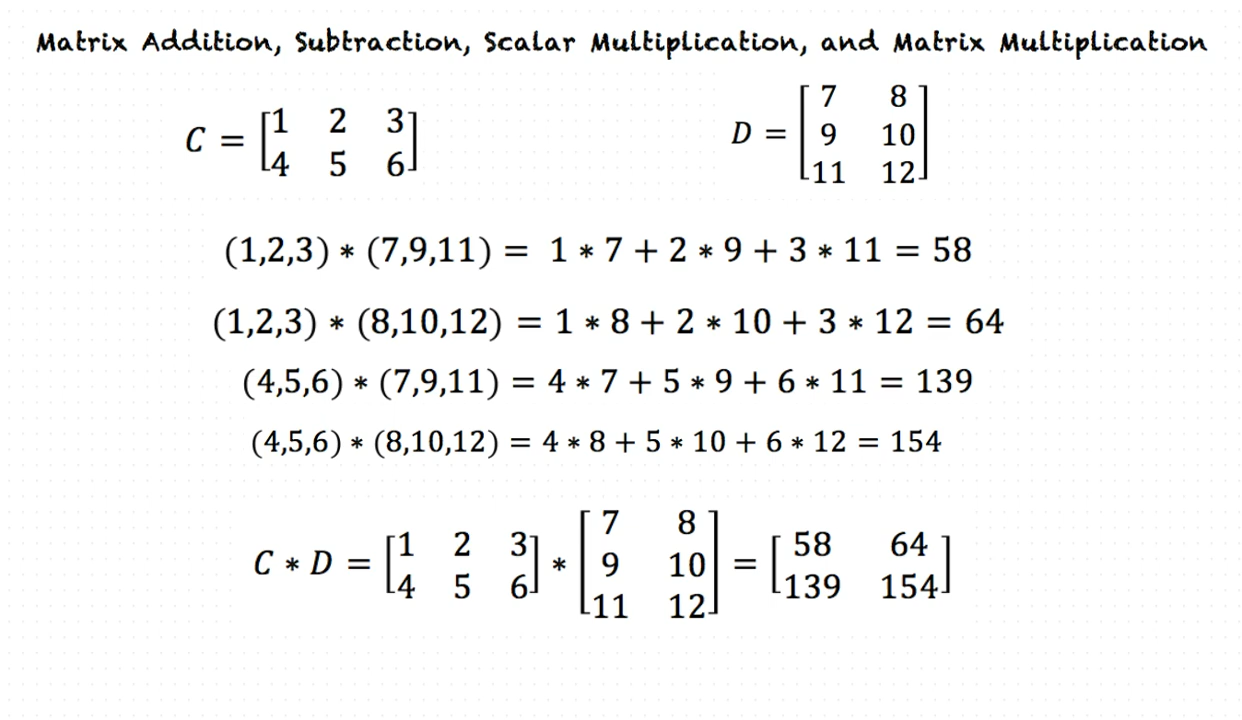 Matrix Addition, Subtraction, Scalar Multiplication, and Matrix Multiplication
C = [1 2 3
4 5 6]
D = [7 8
9 10
11 12]
(1,2,3) * (7,9,11) = 1 * 7 + 2 * 9 + 3 * 11 = 58
(1,2,3) * (8,10,12) = 1 * 8 + 2 * 10 + 3 * 12 = 64
(4,5,6) * (7,9,11) = 4 * 7 + 5 * 9 + 6 * 11 = 139
(4,5,6) * (8,10,12) = 4 * 8 + 5 * 10 + 6 * 12 = 154
C * D = [1 2 3
4 5 6] * [7 8
9 10
11 12] = [58 64
139 154]